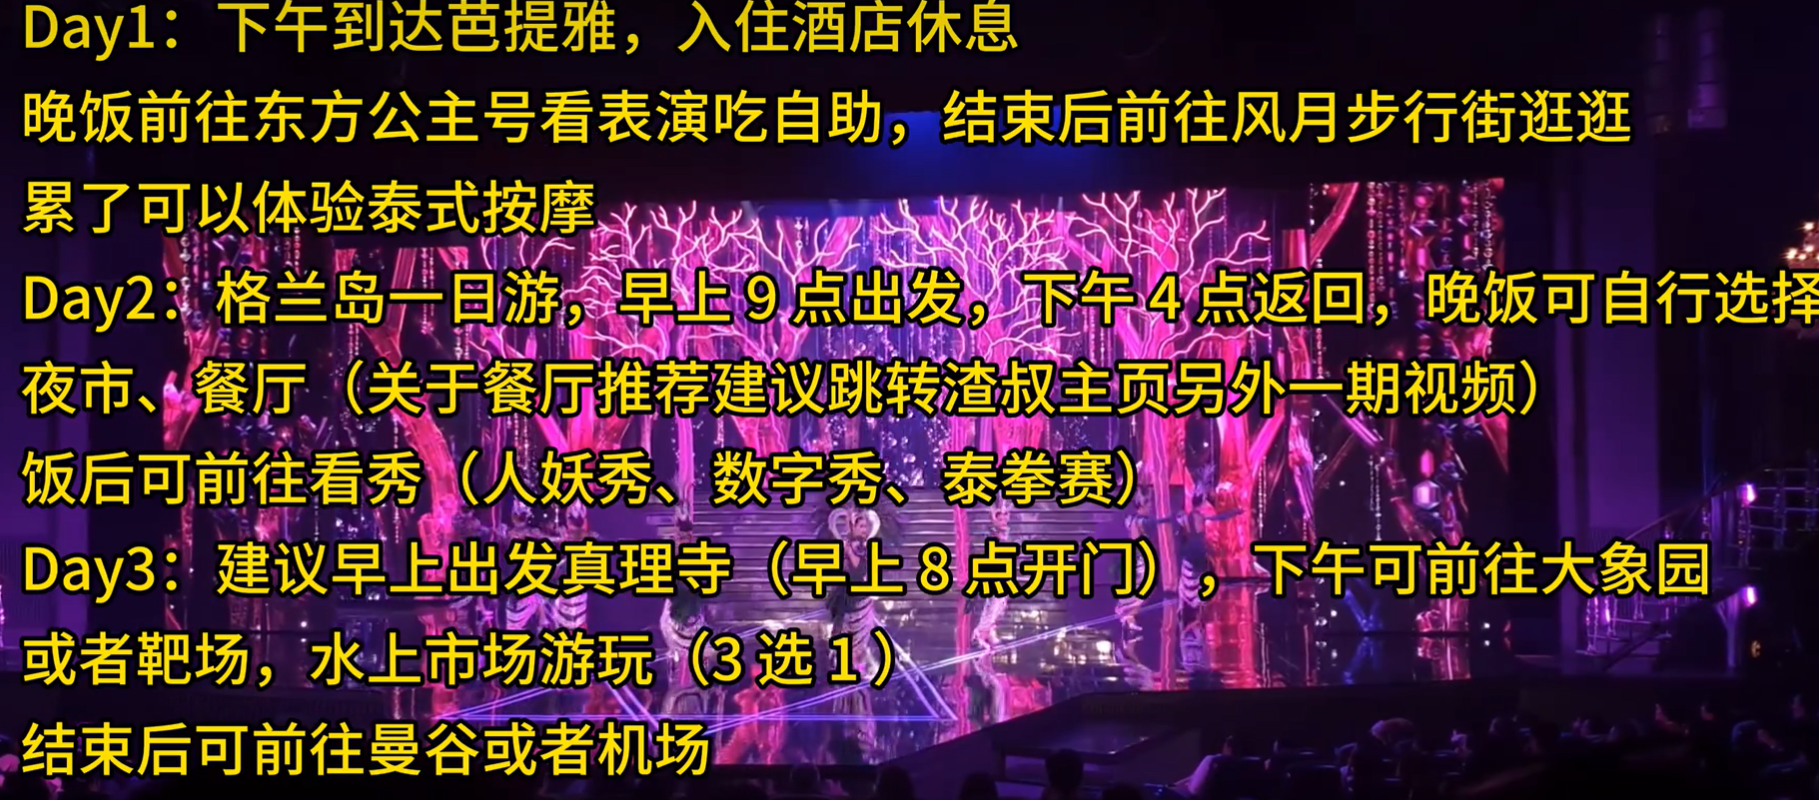 Day1：下午到达芭提雅，入住酒店休息
晚饭前往东方公主号看表演吃自助，结束后前往风月步行街逛逛
累了可以体验泰式按摩
Day2：格兰岛一日游，早上 9 点出发，下午 4 点返回，晚饭可自行选择
夜市、餐厅（关于餐厅推荐建议跳转渣叔主页另外一期视频）
饭后可前往看秀（人妖秀、数字秀、泰拳赛）
Day3：建议早上出发真理寺（早上 8 点开门），下午可前往大象园
或者靶场，水上市场游玩（3 选 1 ）
结束后可前往曼谷或者机场